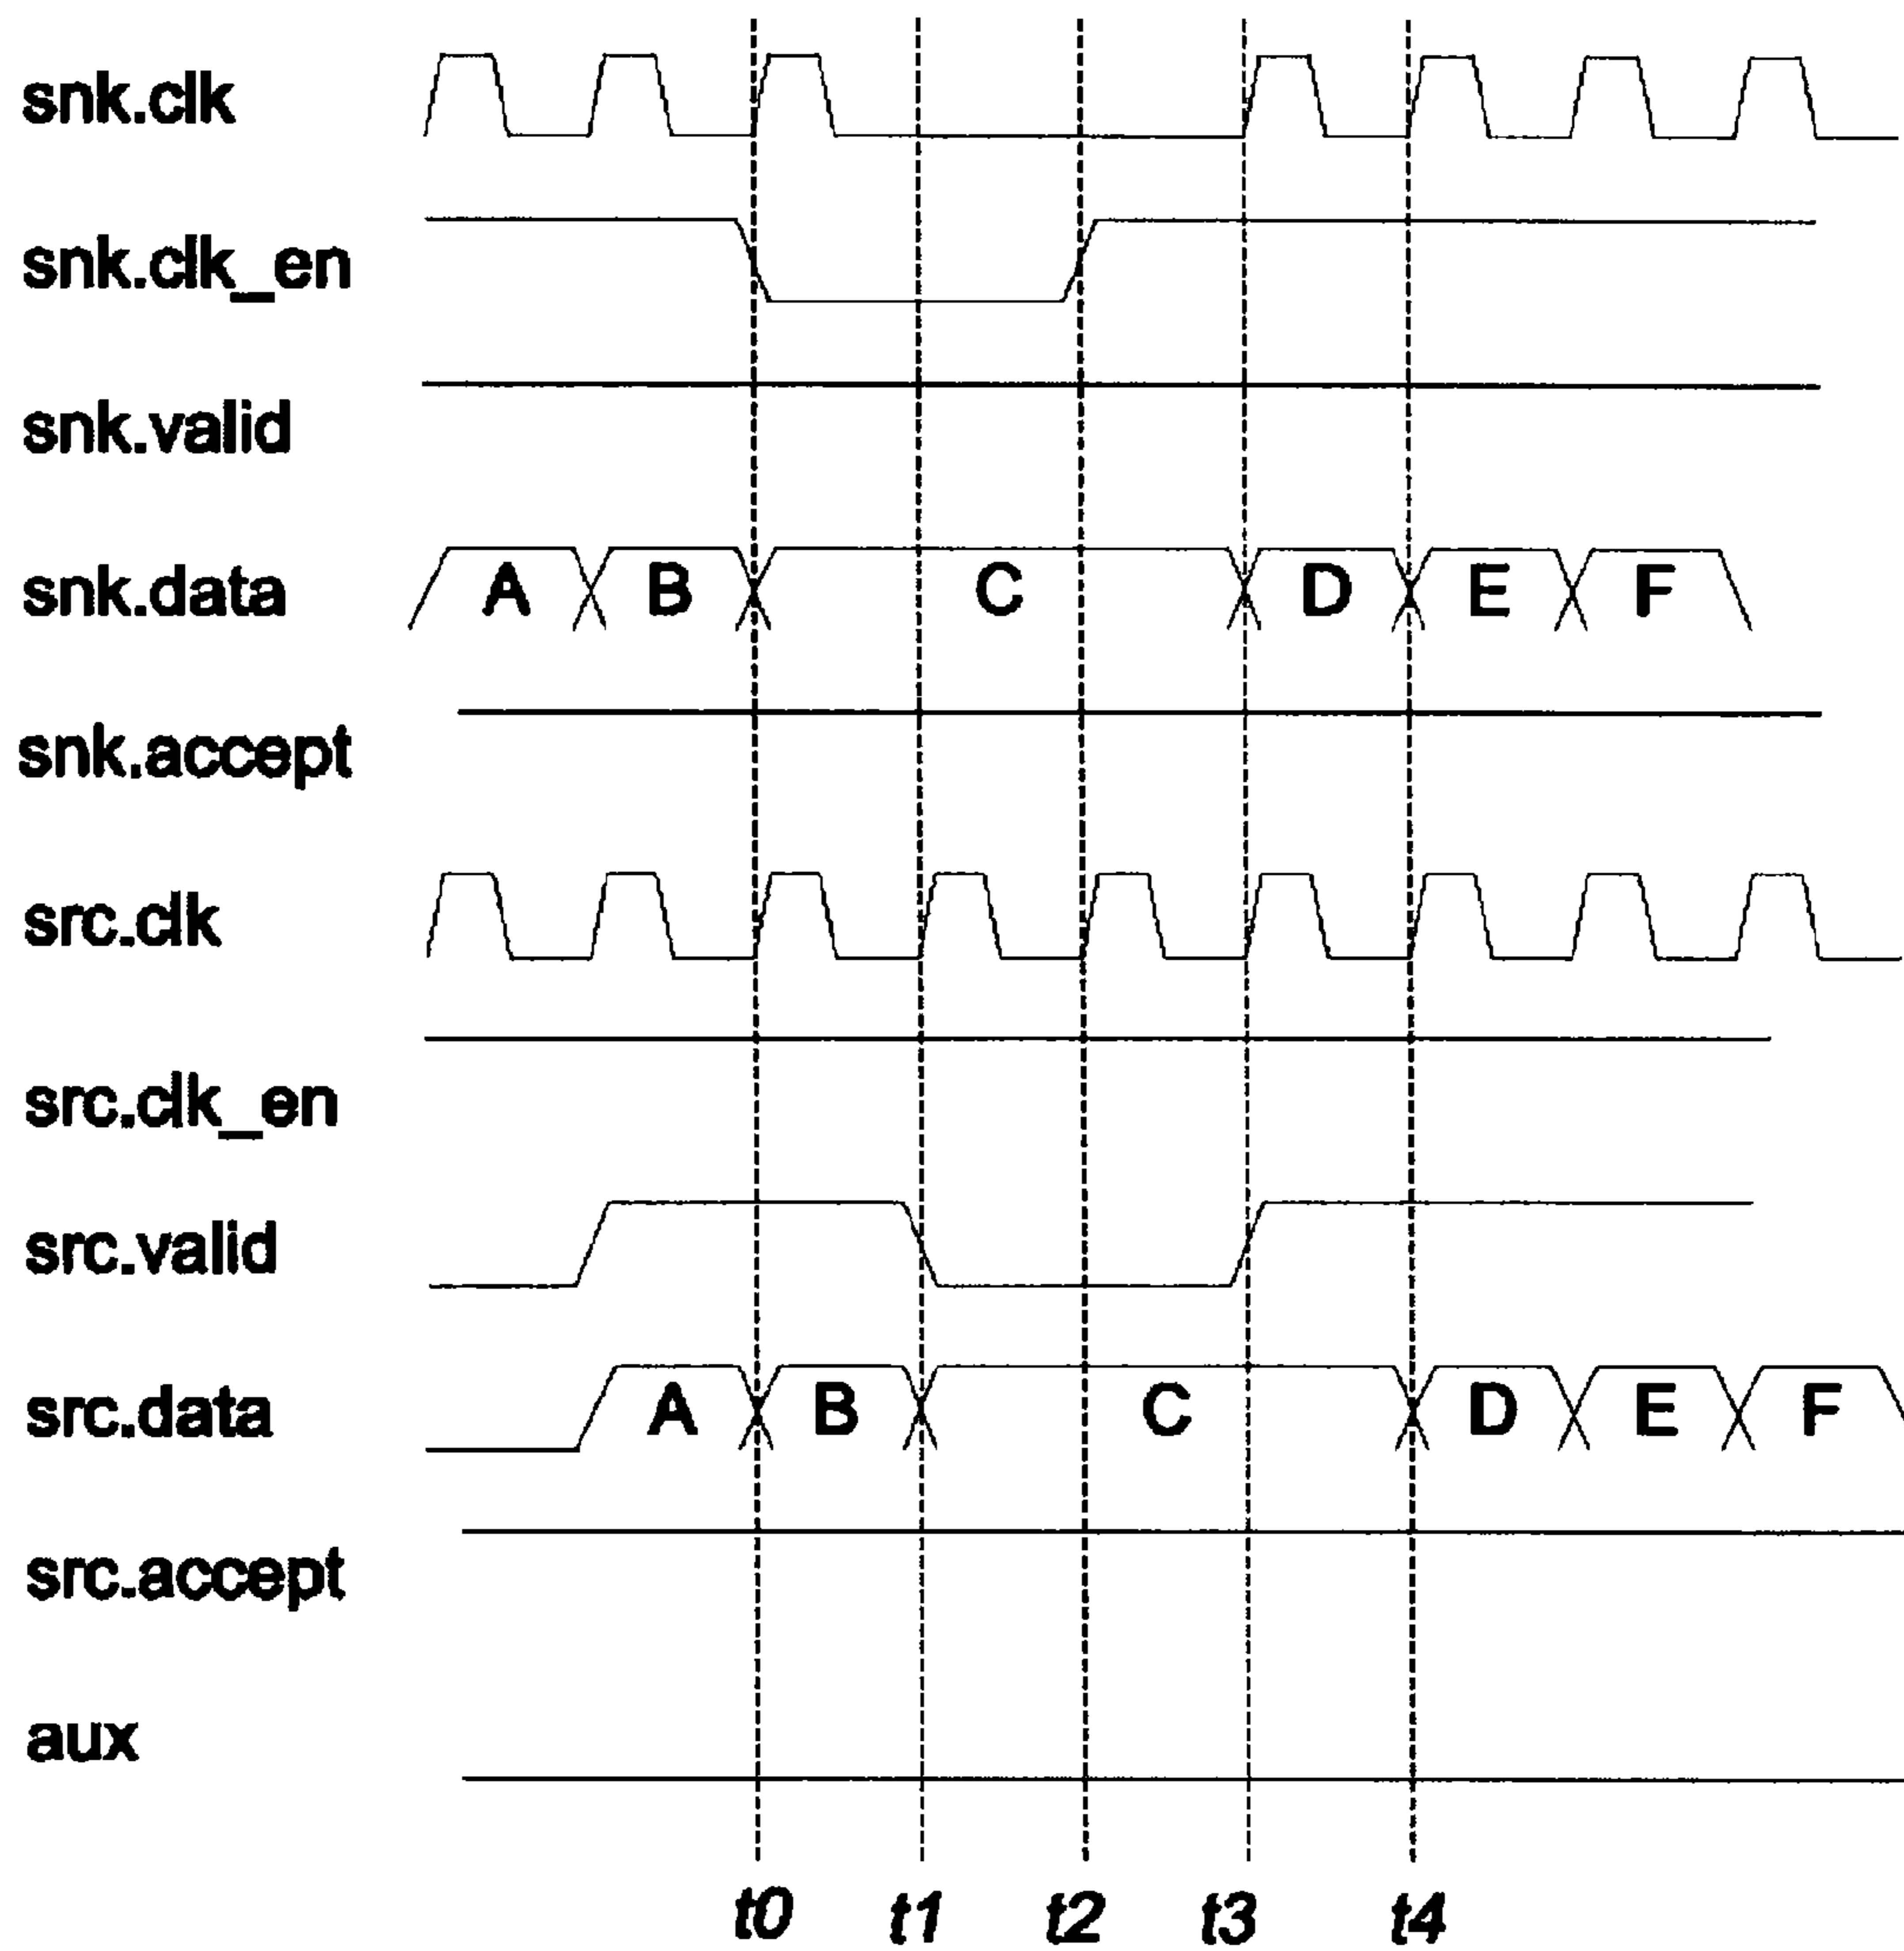 snk.clk
snk.clk_en
snk.valid
snk.data A B C D E F
snk.accept
src.clk
src.clk_en
src.valid
src.data A B C D E F
src.accept
aux
t0 t1 t2 t3 t4